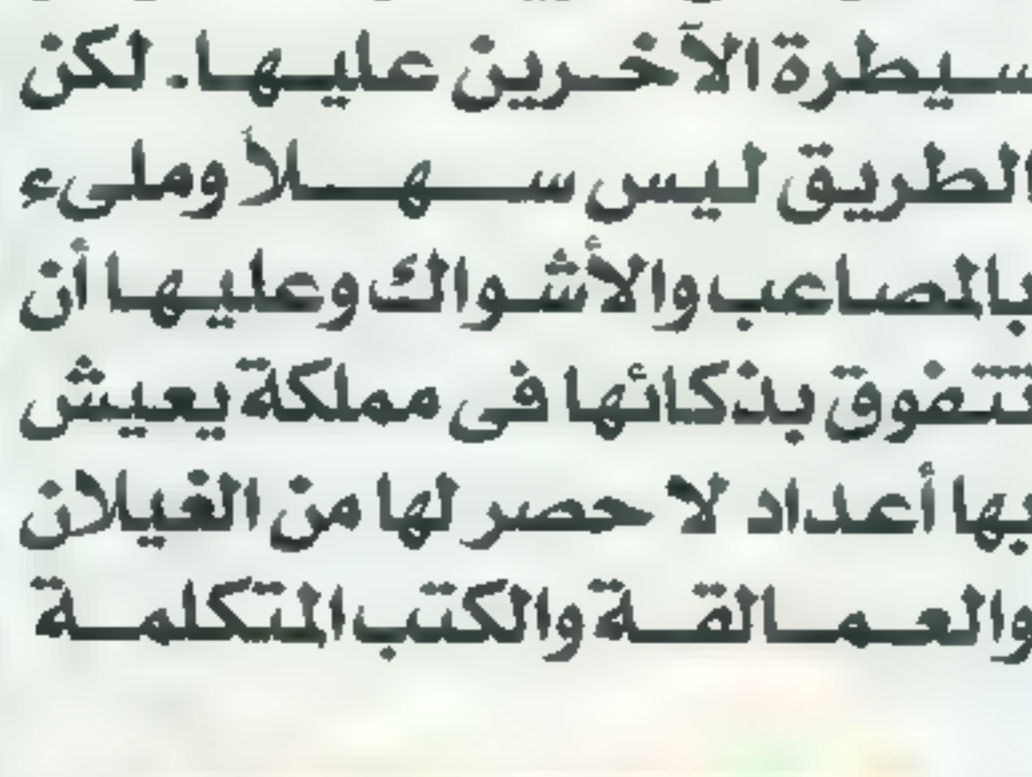 سيطرة الآخرين عليها. لكن
الطريق ليس سهلاً وملىء
بالمصاعب والأشواك وعليها أن
تتفوق بذكائها فى مملكة يعيش
بها أعداد لا حصر لها من الغيلان
والعمالقة والكتب المتكلمة